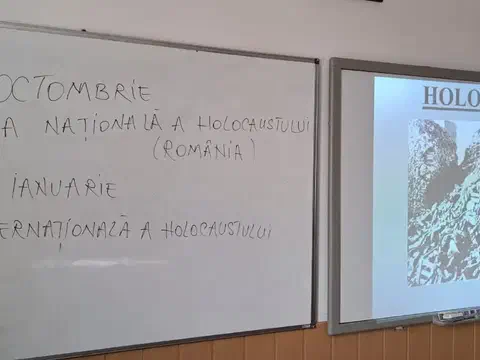 OCTOMBRIE
NAȚIONALĂ A HOLOCAUSTULUI
(ROMÂNIA)
IANUARIE
ERNAȚIONALĂ A HOLOCAUSTULUI
HOLO